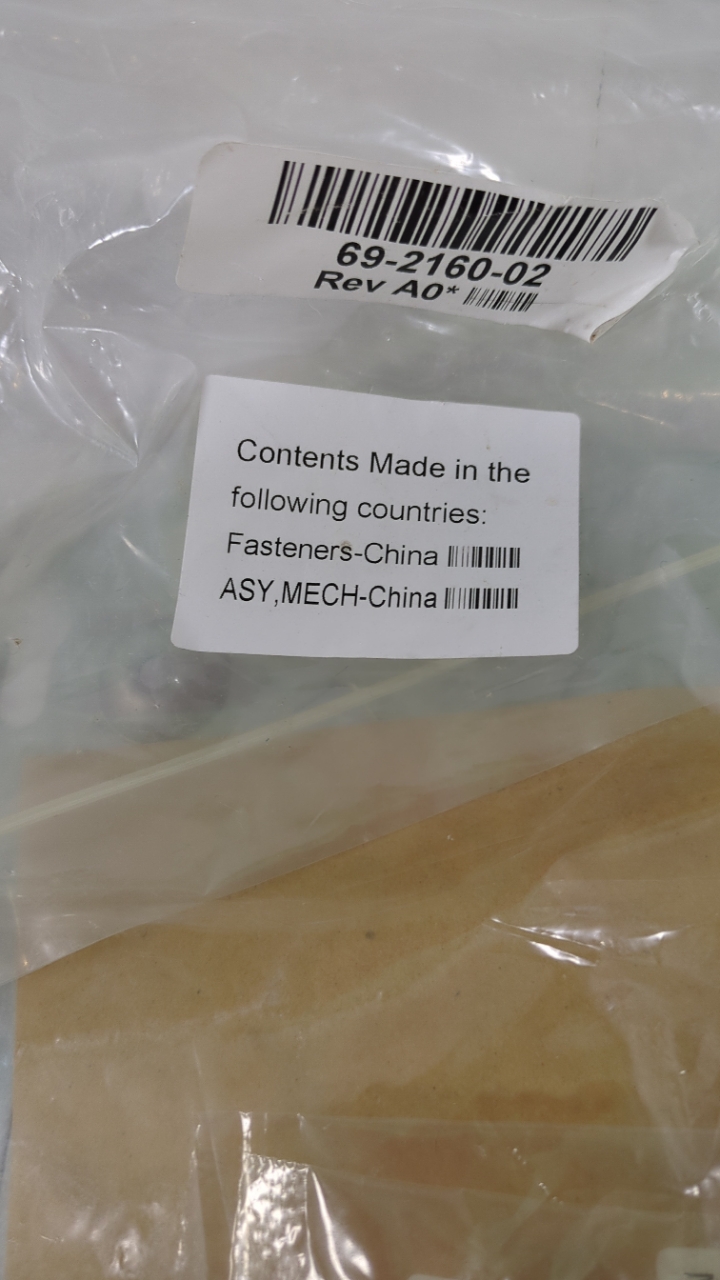 69-2160-02
Rev A0*
Contents Made in the
following countries:
Fasteners-China
ASY,MECH-China